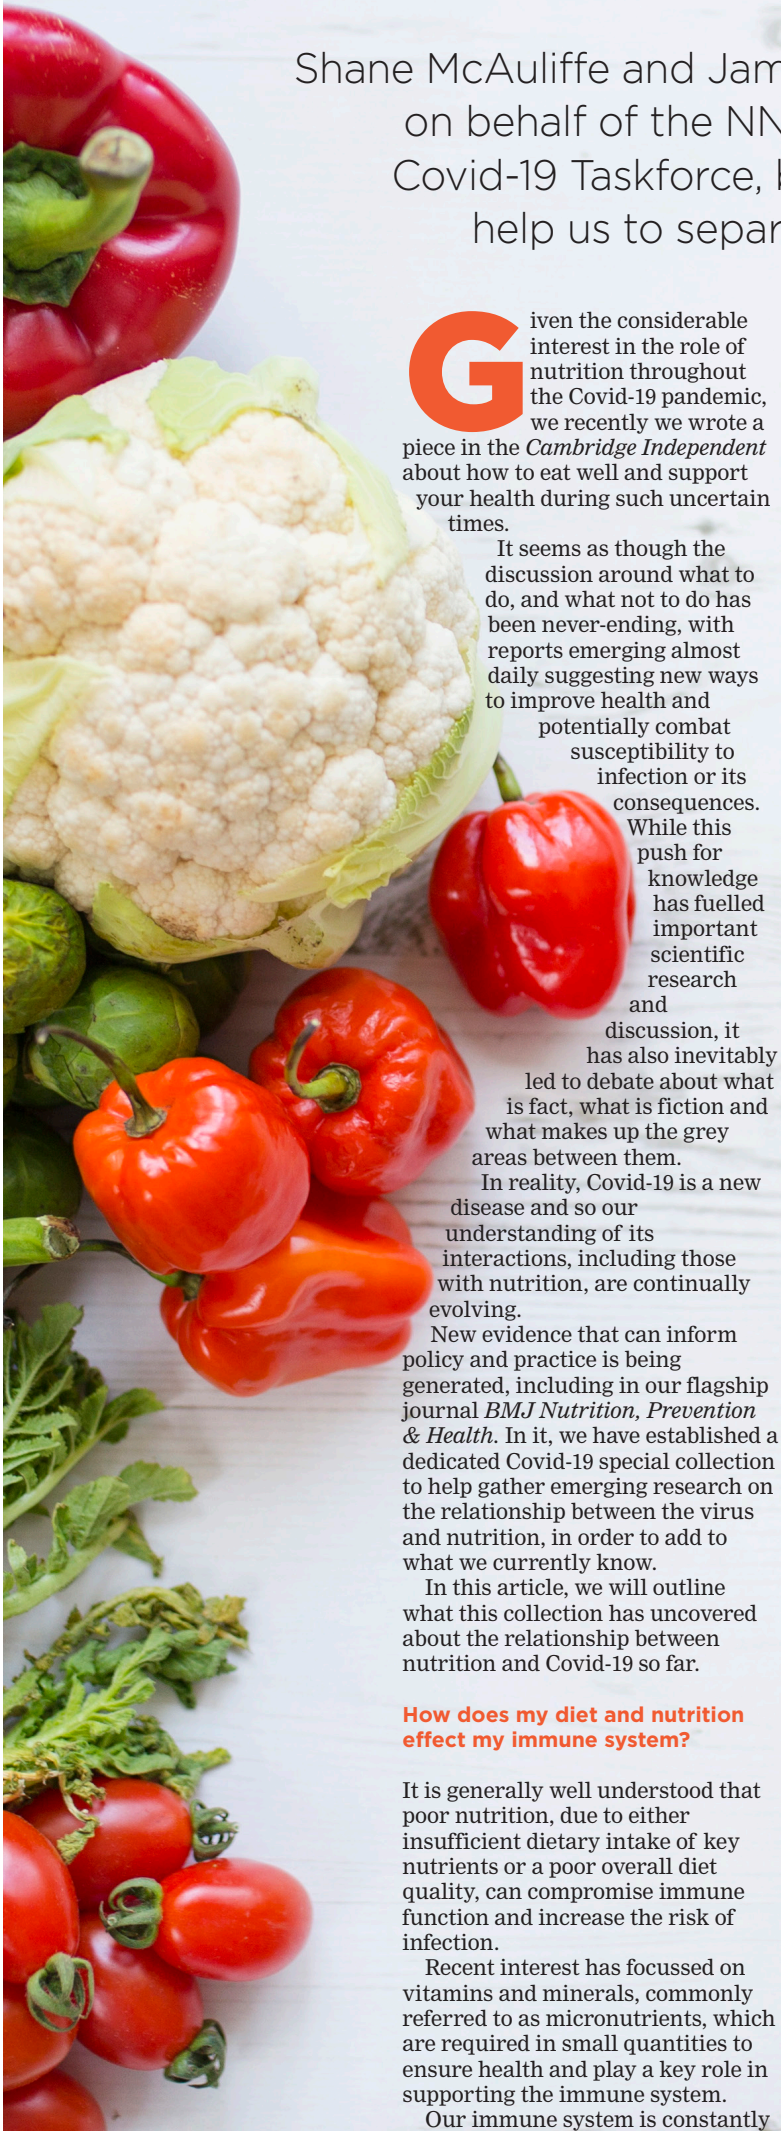 Shane McAuliffe and Jam
on behalf of the NN
Covid-19 Taskforce,
help us to separ
Given the considerable
interest in the role of
nutrition throughout
the Covid-19 pandemic,
we recently we wrote a
piece in the Cambridge Independent
about how to eat well and support
your health during such uncertain
times.
It seems as though the
discussion around what to
do, and what not to do has
been never-ending, with
reports emerging almost
daily suggesting new ways
to improve health and
potentially combat
susceptibility to
infection or its
consequences.
While this
push for
knowledge
has fuelled
important
scientific
research
and
discussion, it
has also inevitably
led to debate about what
is fact, what is fiction and
what makes up the grey
areas between them.
In reality, Covid-19 is a new
disease and so our
understanding of its
interactions, including those
with nutrition, are continually
evolving.
New evidence that can inform
policy and practice is being
generated, including in our flagship
journal BMJ Nutrition, Prevention
& Health. In it, we have established a
dedicated Covid-19 special collection
to help gather emerging research on
the relationship between the virus
and nutrition, in order to add to
what we currently know.
In this article, we will outline
what this collection has uncovered
about the relationship between
nutrition and Covid-19 so far.
How does my diet and nutrition
effect my immune system?
It is generally well understood that
poor nutrition, due to either
insufficient dietary intake of key
nutrients or a poor overall diet
quality, can compromise immune
function and increase the risk of
infection.
Recent interest has focussed on
vitamins and minerals, commonly
referred to as micronutrients, which
are required in small quantities to
ensure health and play a key role in
supporting the immune system.
Our immune system is constantly